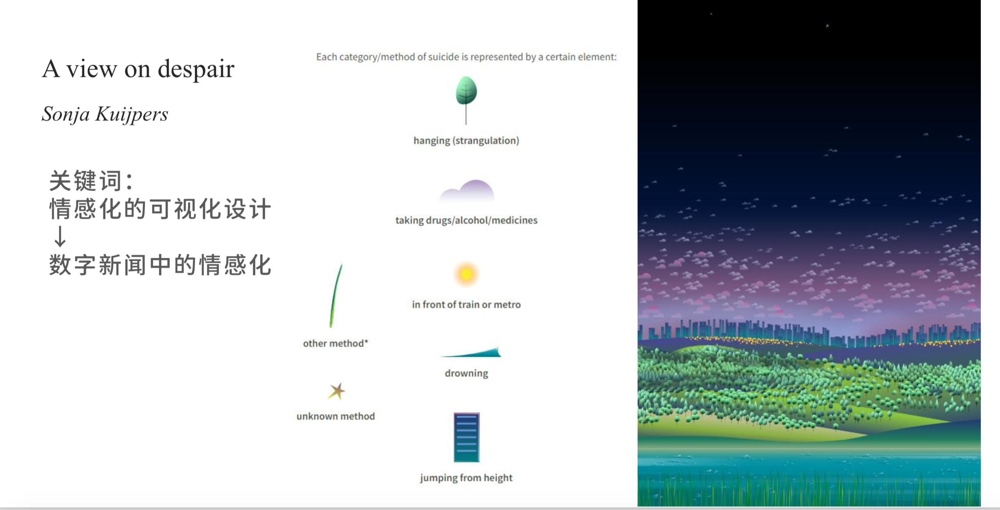 A view on despair
Sonja Kuijpers
关键词：
情感化的可视化设计
↓
数字新闻中的情感化
Each category/method of suicide is represented by a certain element:
hanging (strangulation)
taking drugs/alcohol/medicines
in front of train or metro
other method*
drowning
unknown method
jumping from height